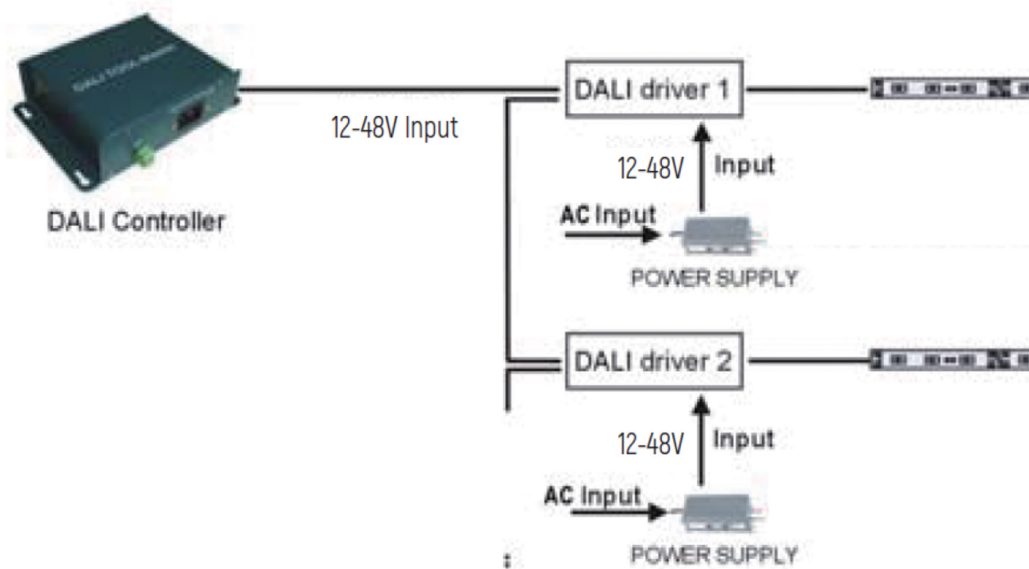 DALI driver 1
12-48V Input
12-48V Input
DALI Controller
AC Input
POWER SUPPLY
DALI driver 2
12-48V Input
AC Input
POWER SUPPLY